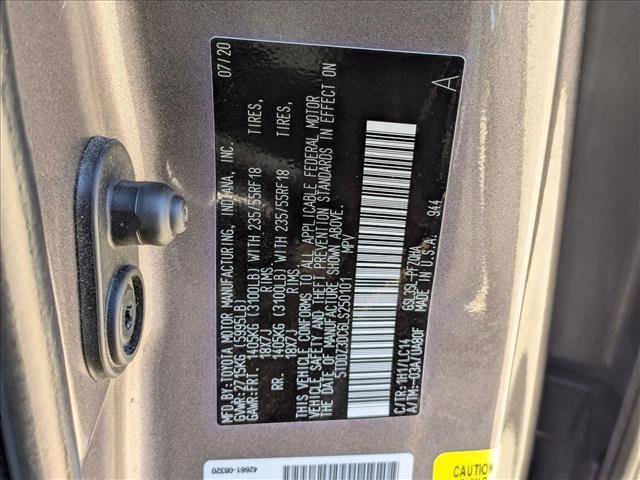 07/20
MFD.BY:TOYOTA MOTOR MANUFACTURING, INDIANA, INC.
GVWR:2715KG (5995LB)
GAWR:FRT. 1405KG (3100LB) WITH 235/55RF18 TIRES,
18X7J RIMS
RR 1405KG (3100LB) WITH 235/55RF18 TIRES,
18X7J RIMS
THIS VEHICLE CONFORMS TO ALL APPLICABLE FEDERAL MOTOR
VEHICLE SAFETY AND THEFT PREVENTION STANDARDS IN EFFECT ON
THE DATE OF MANUFACTURE SHOWN ABOVE.
5TDDZ3DC6LS250101 MPV
A
C/TR:1H1/LC14 GSL35L-PFZQHA
A/TM:-03A/UA80F MADE IN U.S.A. 944
42661-08320
CAUTION